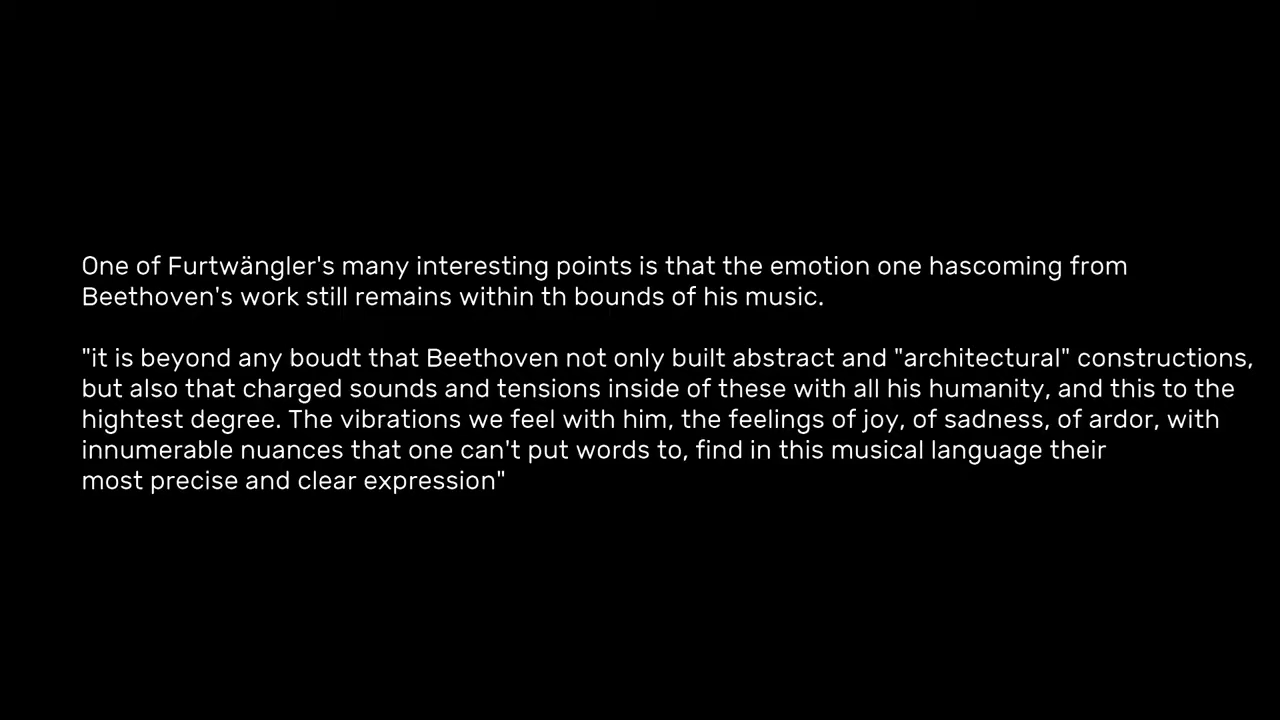 One of Furtwängler's many interesting points is that the emotion one hascoming from
Beethoven's work still remains within th bounds of his music.
"it is beyond any boudt that Beethoven not only built abstract and "architectural" constructions,
but also that charged sounds and tensions inside of these with all his humanity, and this to the
hightest degree. The vibrations we feel with him, the feelings of joy, of sadness, of ardor, with
innumerable nuances that one can't put words to, find in this musical language their
most precise and clear expression"